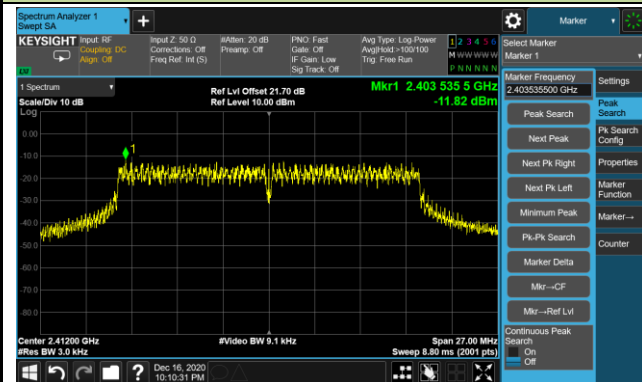 Spectrum Analyzer 1
Swept SA
Marker
KEYSIGHT
Input: RF
Coupling: DC
Align: Off
Input Z: 50 Ω
Corrections: Off
Freq Ref: Int (S)
#Atten: 20 dB
Preamp: Off
PNO: Fast
Gate: Off
IF Gain: Low
Sig Track: Off
Avg Type: Log-Power
Avg|Hold:>100/100
Trig: Free Run
1 2 3 4 5 6
M W W W W W
P N N N N N
Select Marker
Marker 1
1 Spectrum
Scale/Div 10 dB
Log
Ref Lvl Offset 21.70 dB
Ref Level 10.00 dBm
Mkr1 2.403 535 5 GHz
-11.82 dBm
Marker Frequency
2.403535500 GHz
Settings
Peak Search
Next Peak
Next Pk Right
Next Pk Left
Minimum Peak
Pk-Pk Search
Marker Delta
Mkr→CF
Mkr→Ref Lvl
Continuous Peak
Search
On
Off
Peak
Search
Pk Search
Config
Properties
Marker
Function
Marker→
Counter
1
0.00
-10.0
-20.0
-30.0
-40.0
-50.0
-60.0
-70.0
-80.0
Center 2.41200 GHz
#Res BW 3.0 kHz
#Video BW 9.1 kHz
Span 27.00 MHz
Sweep 8.80 ms (2001 pts)
Dec 16, 2020
10:10:31 PM